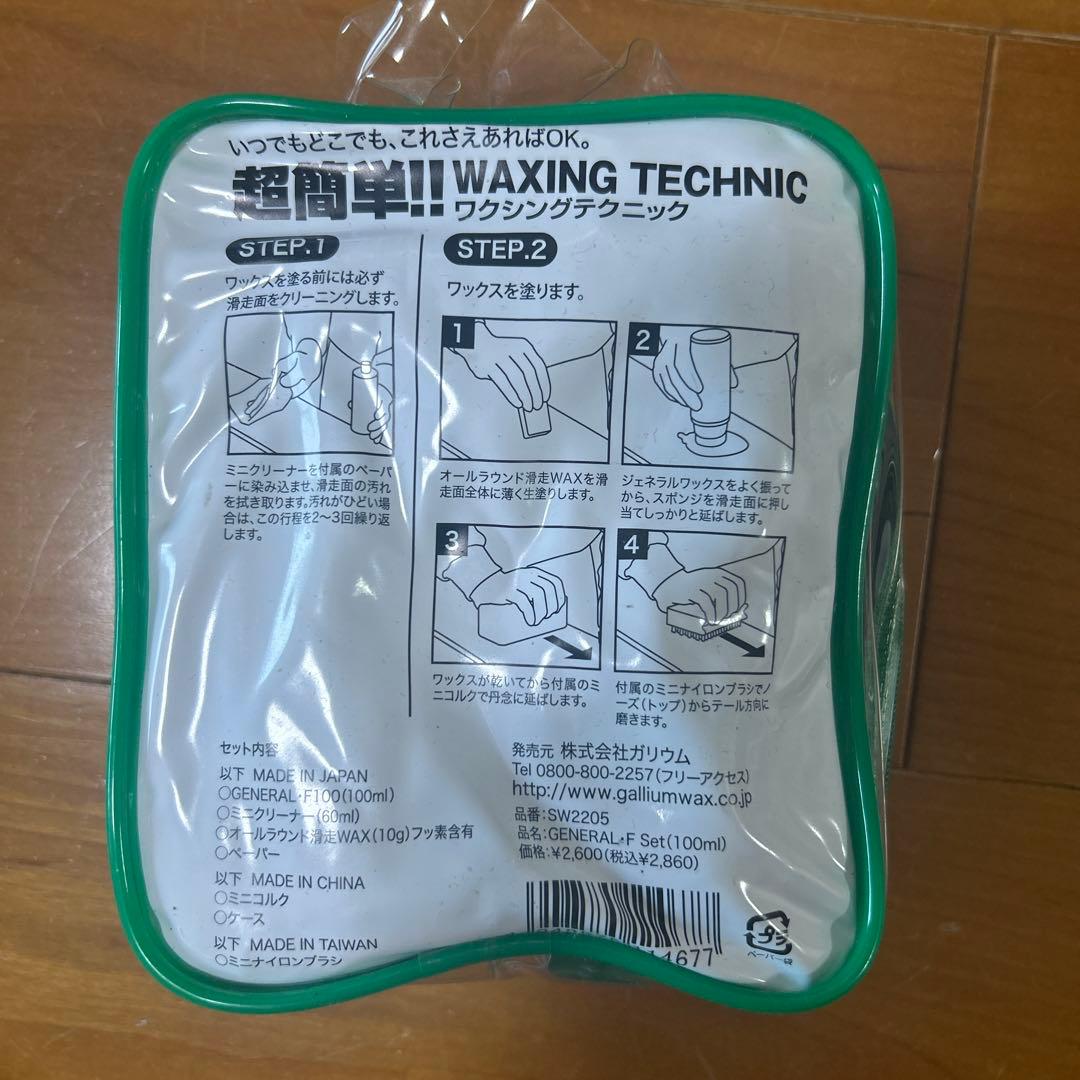 いつでもどこでも、これさえあればOK。
超簡単!! WAXING TECHNIC
ワクシングテクニック
STEP.1
ワックスを塗る前には必ず
滑走面をクリーニングします。
ミニクリーナーを付属のペーパ
ーに染み込ませ、滑走面の汚れ
を拭き取ります。汚れがひどい場
合は、この行程を2〜3回繰り返
します。
STEP.2
ワックスを塗ります。
1
オールラウンド滑走WAXを滑
走面全体に薄く生塗りします。
2
ジェネラルワックスをよく振って
から、スポンジを滑走面に押し
当てしっかりと延ばします。
3
ワックスが乾いてから付属のミ
ニコルクで丹念に延ばします。
4
付属のミニナイロンブラシでノ
ーズ(トップ)からテール方向に
磨きます。
セット内容
以下 MADE IN JAPAN
○GENERAL・F100(100ml)
○ミニクリーナー(60ml)
○オールラウンド滑走WAX(10g)フッ素含有
○ペーパー
以下 MADE IN CHINA
○ミニコルク
○ケース
以下 MADE IN TAIWAN
○ミニナイロンブラシ
発売元 株式会社ガリウム
Tel 0800-800-2257(フリーアクセス)
http://www.galliumwax.co.jp
品番:SW2205
品名:GENERAL・F Set(100ml)
価格:¥2,600(税込¥2,860)
14677
プラ
ペーパー 袋